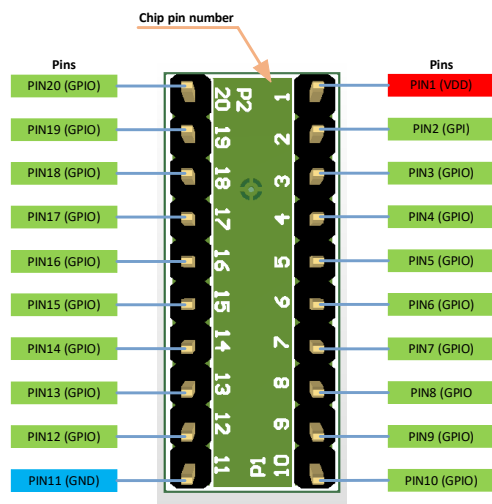 Chip pin number
Pins Pins
PIN20 (GPIO) 20 P2 1 PIN1 (VDD)
PIN19 (GPIO) 19 2 PIN2 (GPI)
PIN18 (GPIO) 18 3 PIN3 (GPIO)
PIN17 (GPIO) 17 4 PIN4 (GPIO)
PIN16 (GPIO) 16 5 PIN5 (GPIO)
PIN15 (GPIO) 15 6 PIN6 (GPIO)
PIN14 (GPIO) 14 7 PIN7 (GPIO)
PIN13 (GPIO) 13 8 PIN8 (GPIO
PIN12 (GPIO) 12 9 PIN9 (GPIO)
PIN11 (GND) 11 P1 10 PIN10 (GPIO)